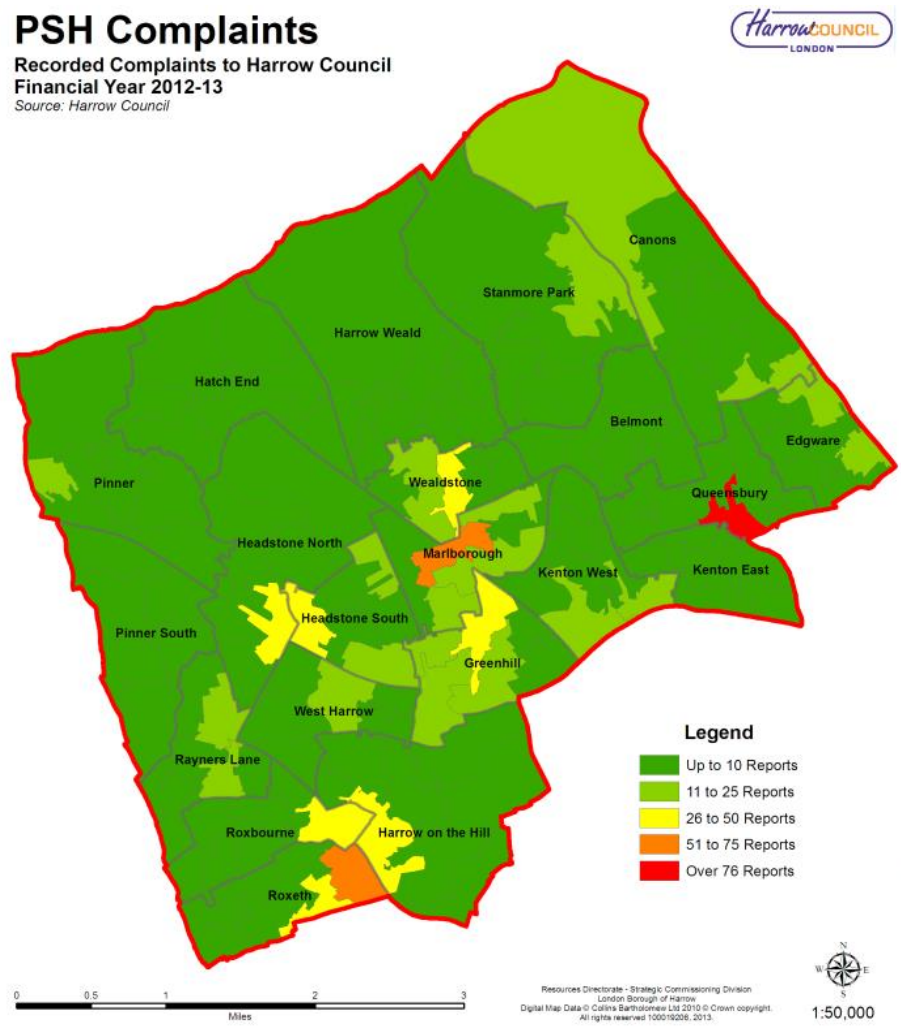 PSH Complaints
Recorded Complaints to Harrow Council
Financial Year 2012-13
Source: Harrow Council
HarrowCOUNCIL
LONDON
Canons
Stanmore Park
Harrow Weald
Hatch End
Belmont
Edgware
Pinner
Wealdstone
Queensbury
Headstone North
Marlborough
Kenton West
Kenton East
Headstone South
Pinner South
Greenhill
West Harrow
Rayners Lane
Roxbourne
Harrow on the Hill
Roxeth
Legend
Up to 10 Reports
11 to 25 Reports
26 to 50 Reports
51 to 75 Reports
Over 76 Reports
N
W E
S
0 0.5 1 2 3
Miles
Resources Directorate - Strategic Commissioning Division
London Borough of Harrow
Digital Map Data © Collins Bartholomew Ltd 2010 © Crown copyright.
All rights reserved 100019206, 2013.
1:50,000